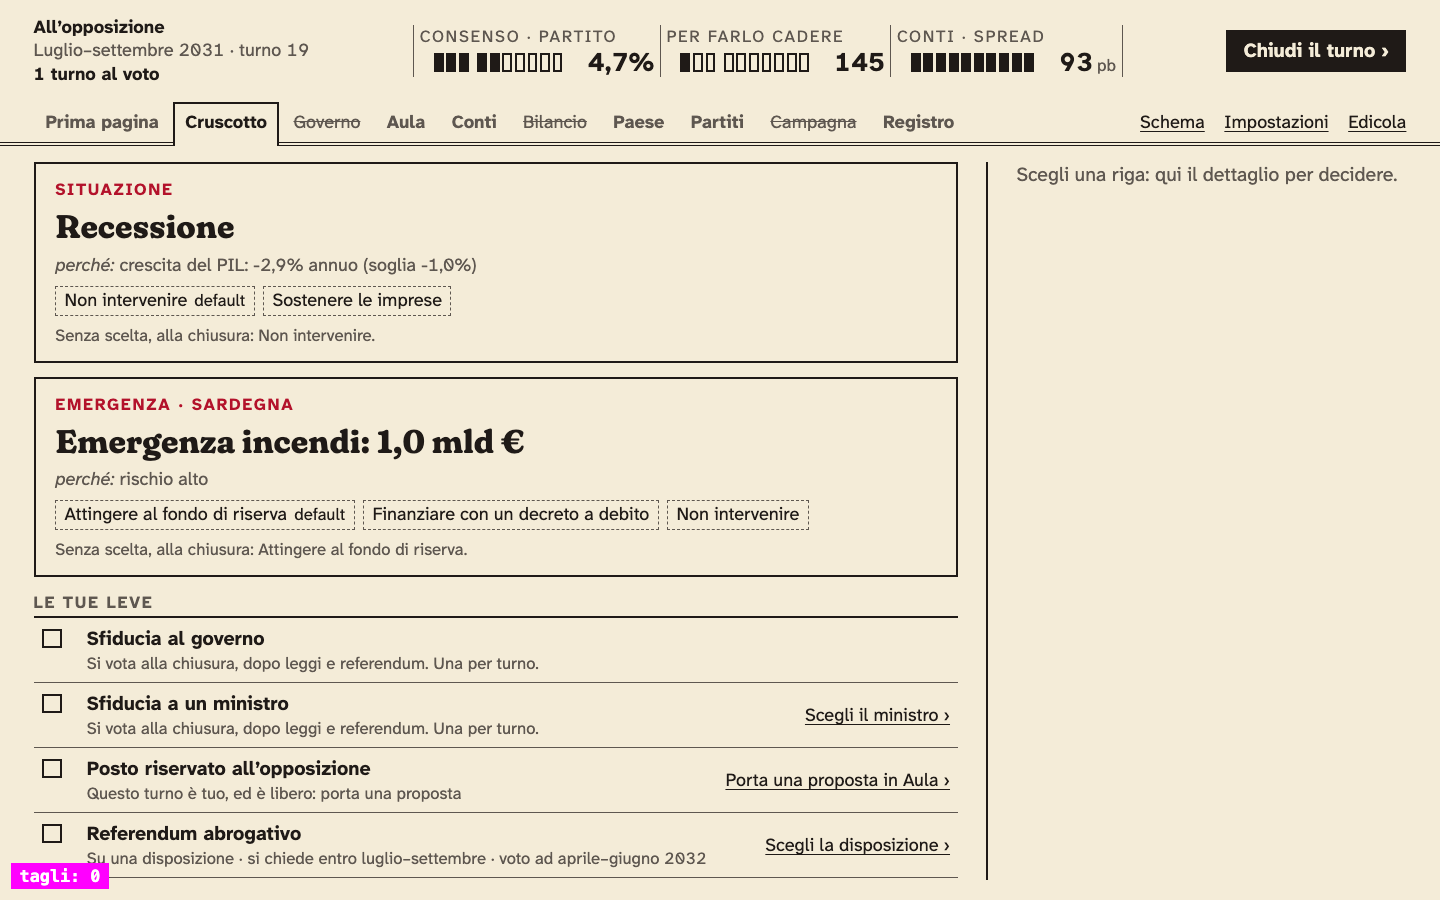 All’opposizione
Luglio–settembre 2031 · turno 19
1 turno al voto
CONSENSO · PARTITO
4,7%
PER FARLO CADERE
145
CONTI · SPREAD
93 pb
Chiudi il turno ›
Prima pagina
Cruscotto
Governo
Aula
Conti
Bilancio
Paese
Partiti
Campagna
Registro
Schema
Impostazioni
Edicola
SITUAZIONE
Recessione
perché: crescita del PIL: -2,9% annuo (soglia -1,0%)
Non intervenire default
Sostenere le imprese
Senza scelta, alla chiusura: Non intervenire.
EMERGENZA · SARDEGNA
Emergenza incendi: 1,0 mld €
perché: rischio alto
Attingere al fondo di riserva default
Finanziare con un decreto a debito
Non intervenire
Senza scelta, alla chiusura: Attingere al fondo di riserva.
LE TUE LEVE
Sfiducia al governo
Si vota alla chiusura, dopo leggi e referendum. Una per turno.
Sfiducia a un ministro
Si vota alla chiusura, dopo leggi e referendum. Una per turno.
Scegli il ministro ›
Posto riservato all’opposizione
Questo turno è tuo, ed è libero: porta una proposta
Porta una proposta in Aula ›
Referendum abrogativo
Su una disposizione · si chiede entro luglio–settembre · voto ad aprile–giugno 2032
Scegli la disposizione ›
Scegli una riga: qui il dettaglio per decidere.
tagli: 0